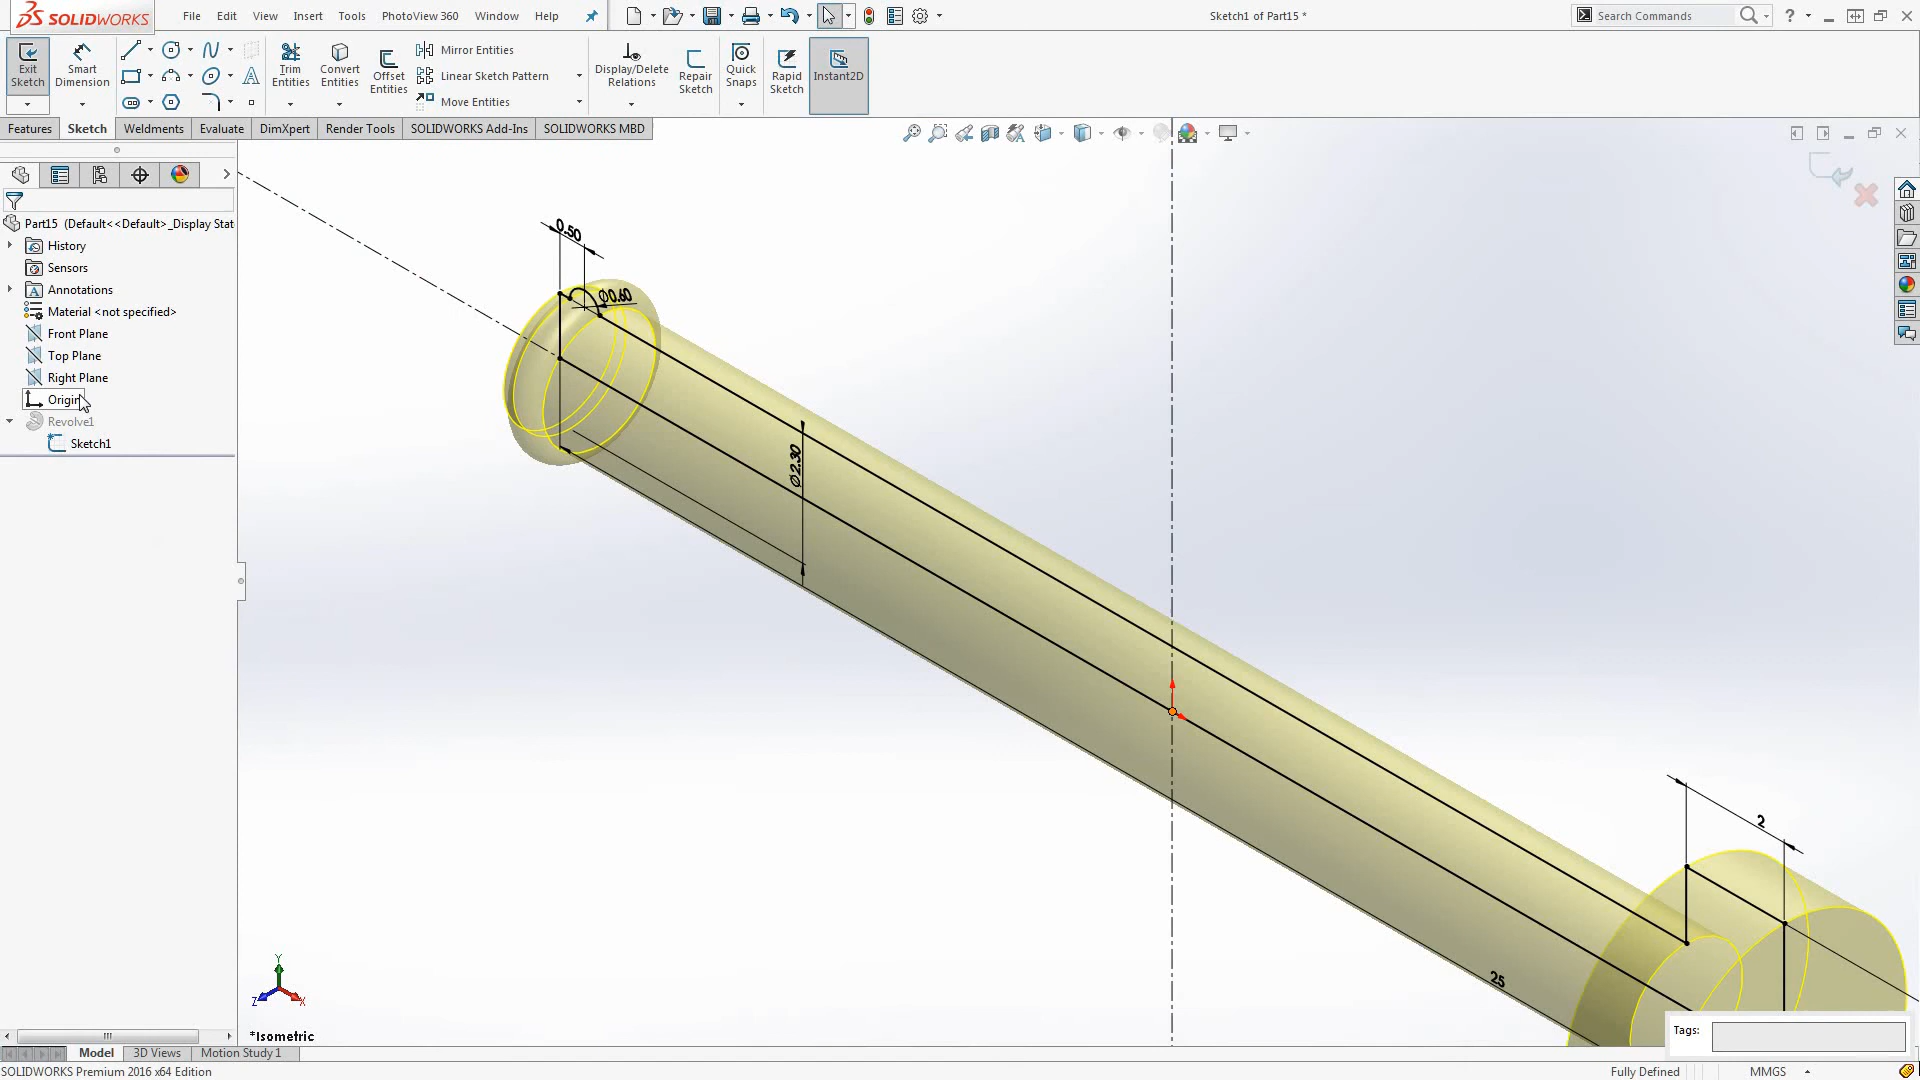 SOLIDWORKS
File Edit View Insert Tools PhotoView 360 Window Help
Sketch1 of Part15 *
Search Commands
Exit Sketch
Smart Dimension
Trim Entities
Convert Entities
Offset Entities
Mirror Entities
Linear Sketch Pattern
Move Entities
Display/Delete Relations
Repair Sketch
Quick Snaps
Rapid Sketch
Instant2D
Features Sketch Weldments Evaluate DimXpert Render Tools SOLIDWORKS Add-Ins SOLIDWORKS MBD
Part15 (Default<<Default>_Display Stat
History
Sensors
Annotations
Material <not specified>
Front Plane
Top Plane
Right Plane
Origin
Revolve1
Sketch1
0.50
Ø0.60
Ø2.30
2
25
Y
Z
X
*Isometric
Tags:
Model 3D Views Motion Study 1
SOLIDWORKS Premium 2016 x64 Edition
Fully Defined
MMGS